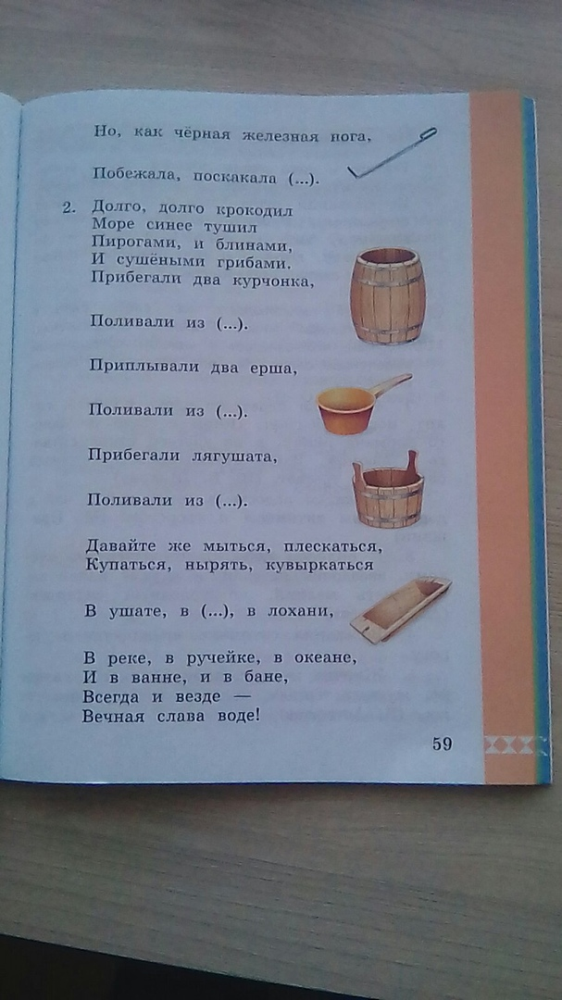 Но, как чёрная железная нога,
Побежала, поскакала (...).
2. Долго, долго крокодил
Море синее тушил
Пирогами, и блинами,
И сушёными грибами.
Прибегали два курчонка,
Поливали из (...).
Приплывали два ерша,
Поливали из (...).
Прибегали лягушата,
Поливали из (...).
Давайте же мыться, плескаться,
Купаться, нырять, кувыркаться
В ушате, в (...), в лохани,
В реке, в ручейке, в океане,
И в ванне, и в бане,
Всегда и везде —
Вечная слава воде!
59